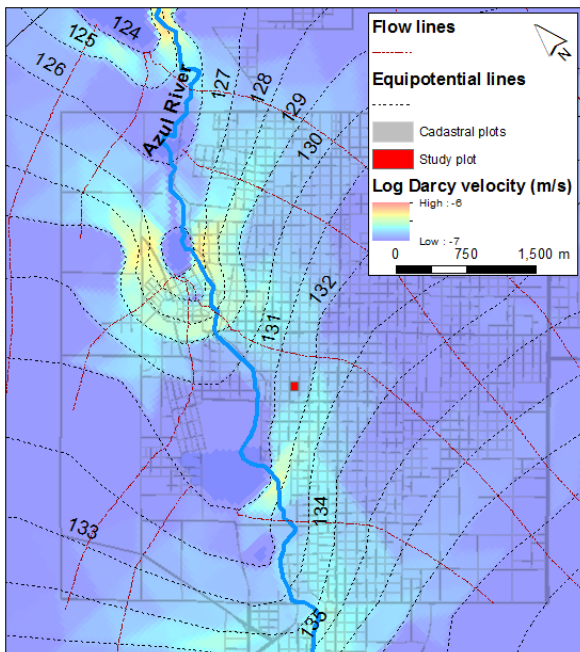 124
125
126
Azul River
127
128
129
130
131
132
133
134
135
Flow lines
N
Equipotential lines
Cadastral plots
Study plot
Log Darcy velocity (m/s)
High : -6
Low : -7
0 750 1,500 m